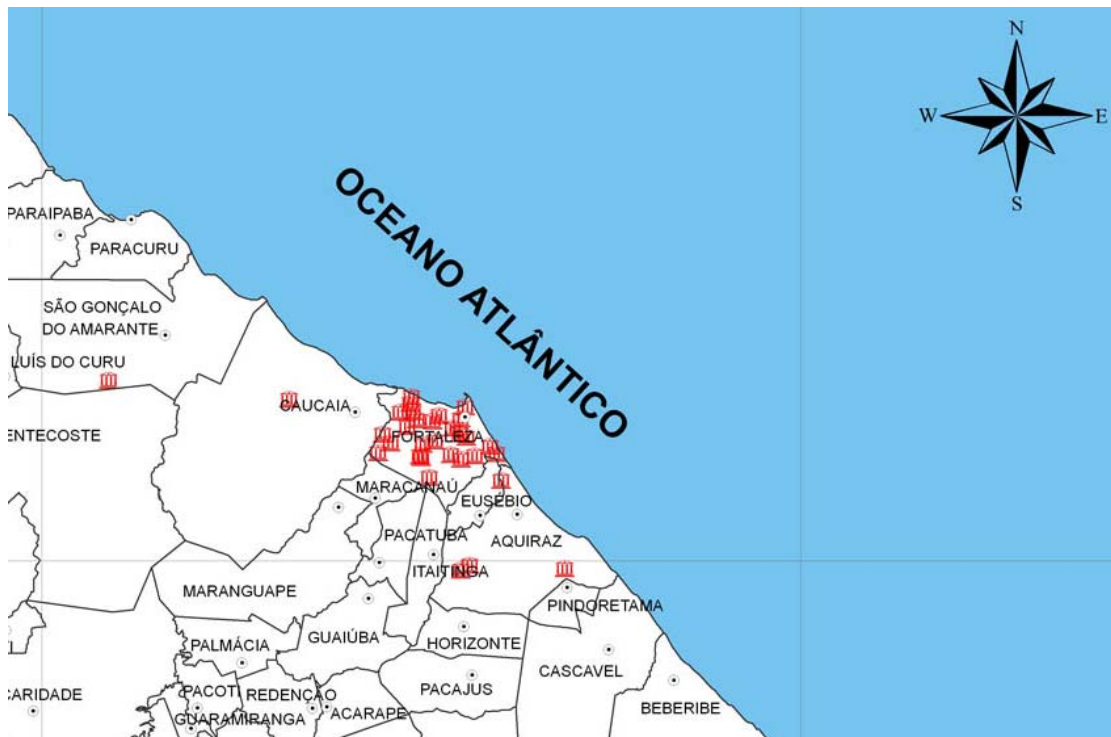 N
W
E
S
OCEANO ATLÂNTICO
PARAIPABA
PARACURU
SÃO GONÇALO
DO AMARANTE
LUÍS DO CURU
CAUCAIA
ENTECOSTE
FORTALEZA
MARACANAÚ
EUSÉBIO
PACATUBA
AQUIRAZ
ITAITINGA
MARANGUAPE
PINDORETAMA
GUAIÚBA
HORIZONTE
PALMÁCIA
CASCAVEL
PACAJUS
CARIDADE
PACOTI
REDENÇÃO
BEBERIBE
ACARAPE
GUARAMIRANGA